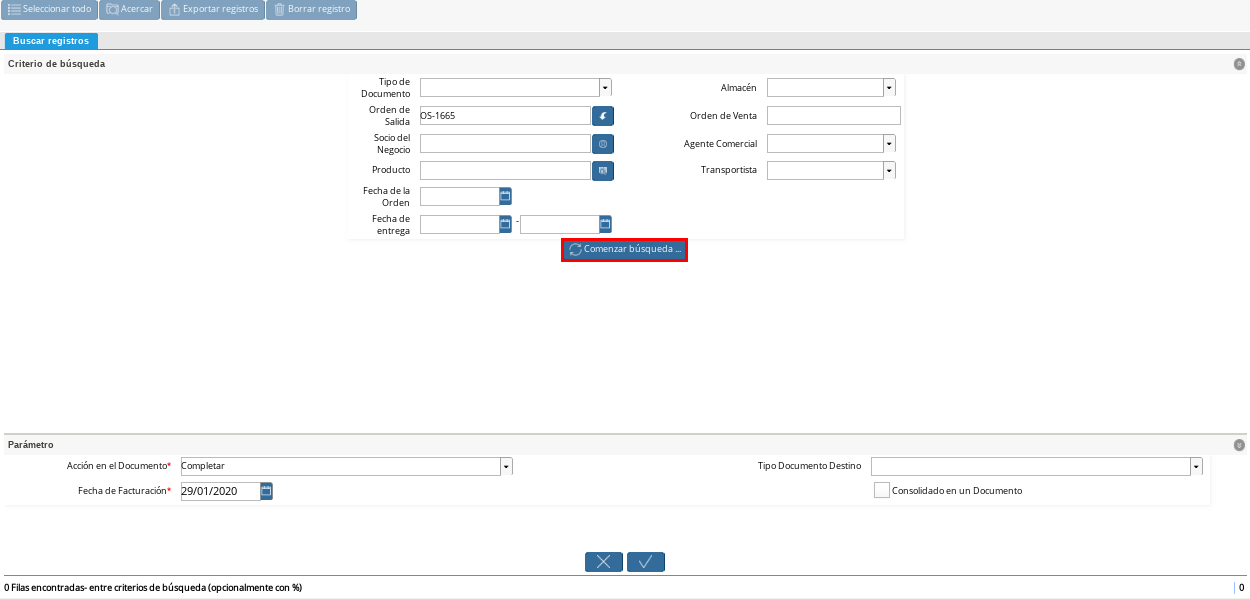 Seleccionar todo Acercar Exportar registros Borrar registro
Buscar registros
Criterio de búsqueda
Tipo de Documento
Almacén
Orden de Salida OS-1665
Orden de Venta
Socio del Negocio
Agente Comercial
Producto
Transportista
Fecha de la Orden
Fecha de entrega -
Comenzar búsqueda ...
Parámetro
Acción en el Documento* Completar
Tipo Documento Destino
Fecha de Facturación* 29/01/2020
Consolidado en un Documento
0 Filas encontradas- entre criterios de búsqueda (opcionalmente con %) 0